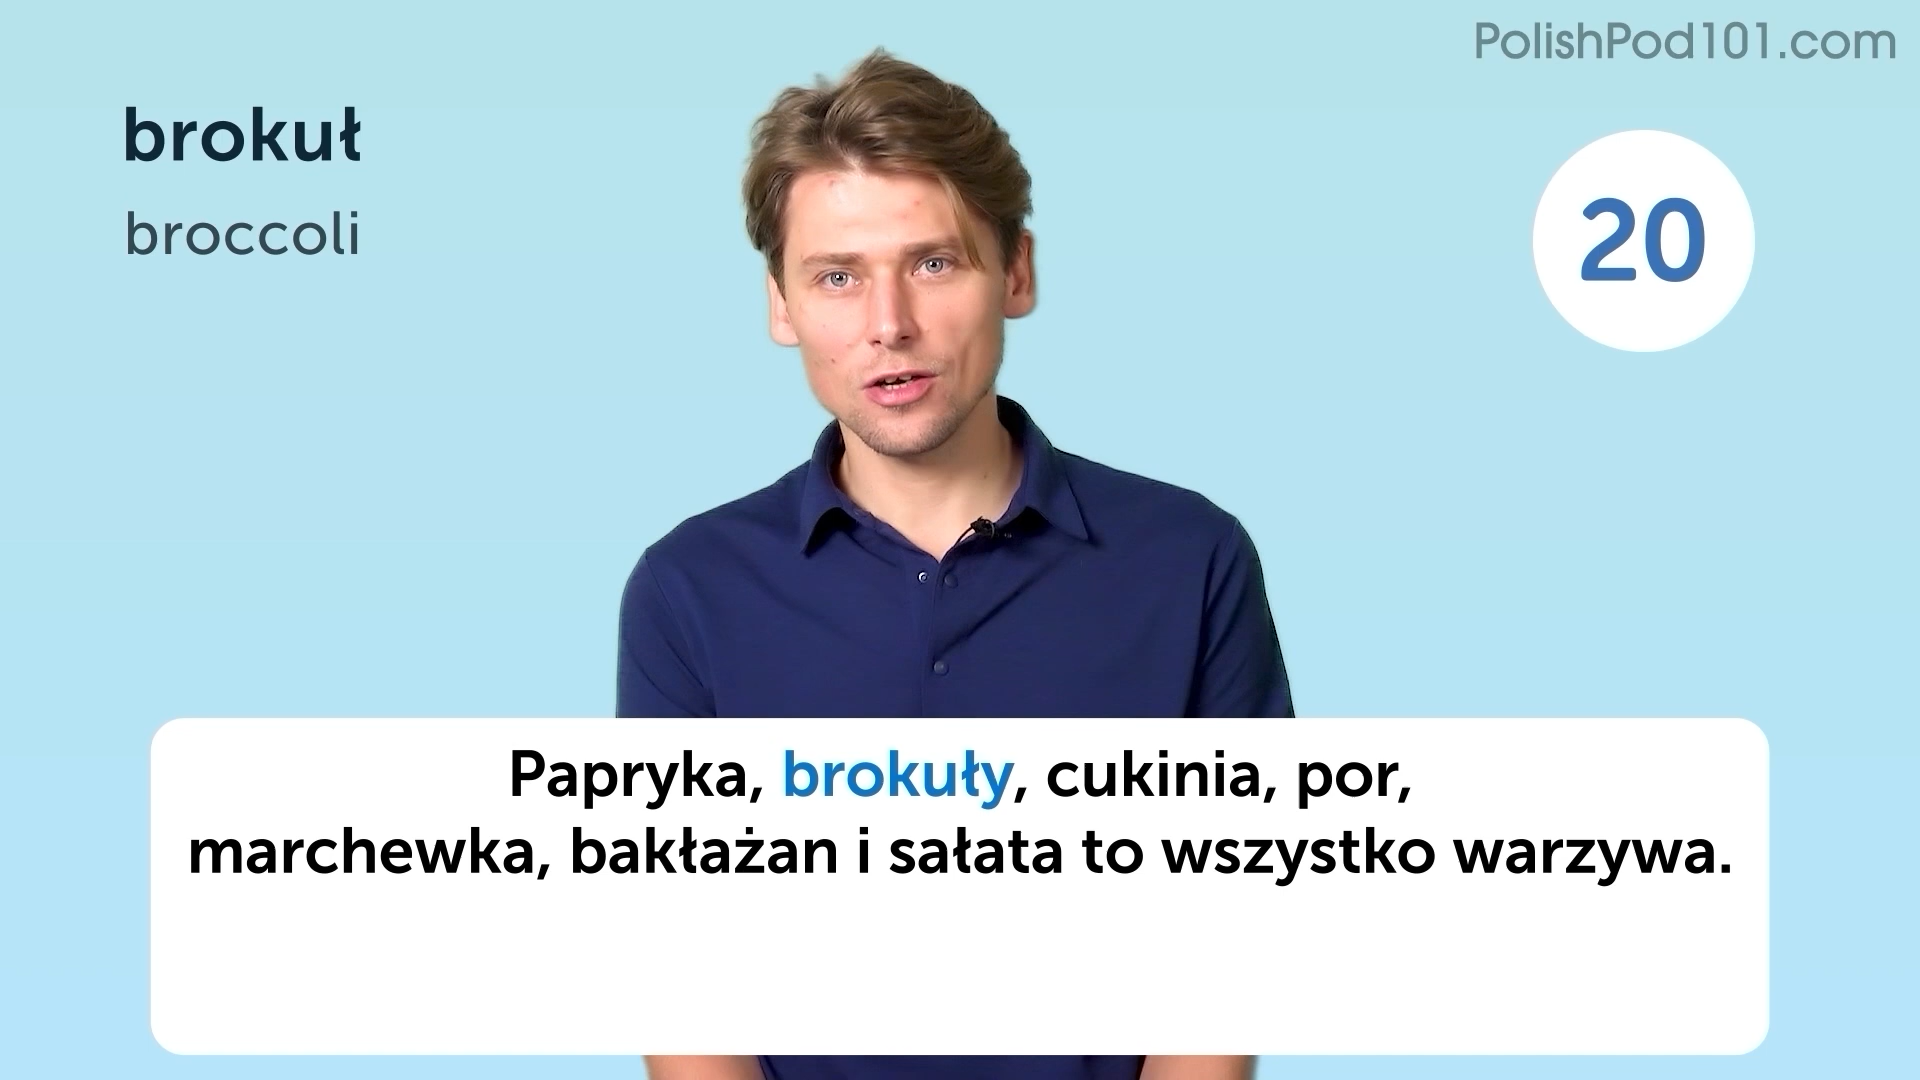 PolishPod101.com
brokuł
broccoli
20
Papryka, brokuły, cukinia, por,
marchewka, bakłażan i sałata to wszystko warzywa.